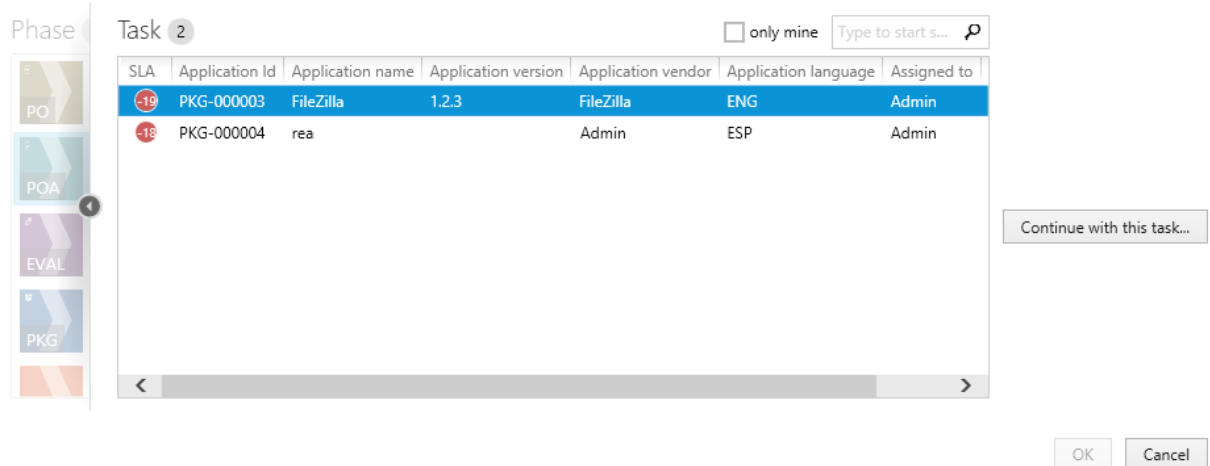 Phase
Task 2
only mine
Type to start s...
SLA Application Id Application name Application version Application vendor Application language Assigned to
-19 PKG-000003 FileZilla 1.2.3 FileZilla ENG Admin
-18 PKG-000004 rea Admin ESP Admin
PO
POA
EVAL
PKG
Continue with this task...
OK
Cancel